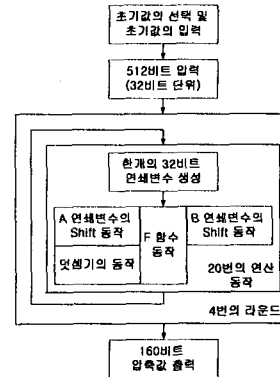 초기값의 선택 및
초기값의 입력
512비트 입력
(32비트 단위)
한개의 32비트
연쇄변수 생성
A 연쇄변수의
Shift 동작
F 함수
동작
B 연쇄변수의
Shift 동작
덧셈기의 동작
20번의 연산
동작
4번의 라운드
160비트
압축값 출력